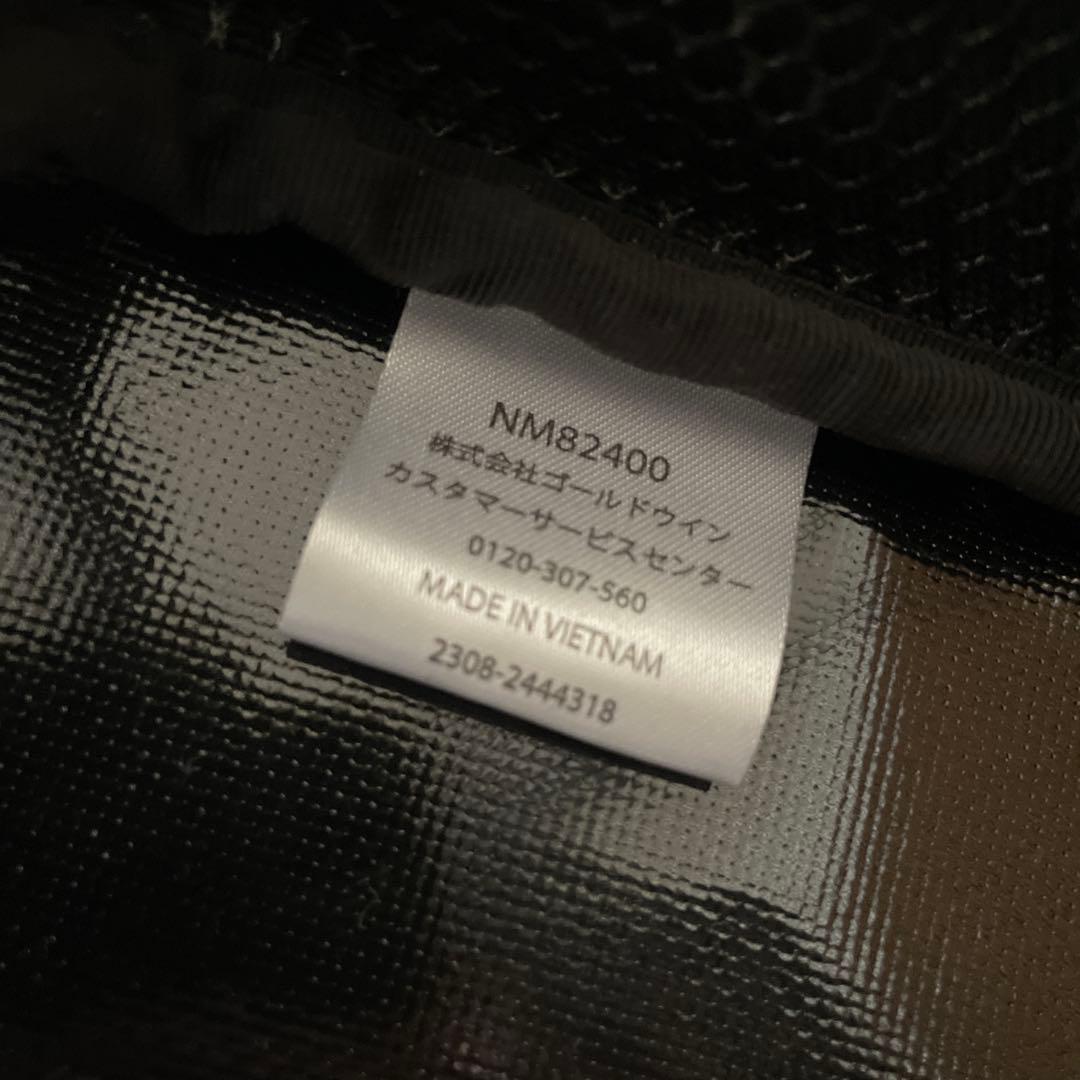 NM82400
株式会社ゴールドウイン
カスタマーサービスセンター
0120-307-560
MADE IN VIETNAM
2308-2444318